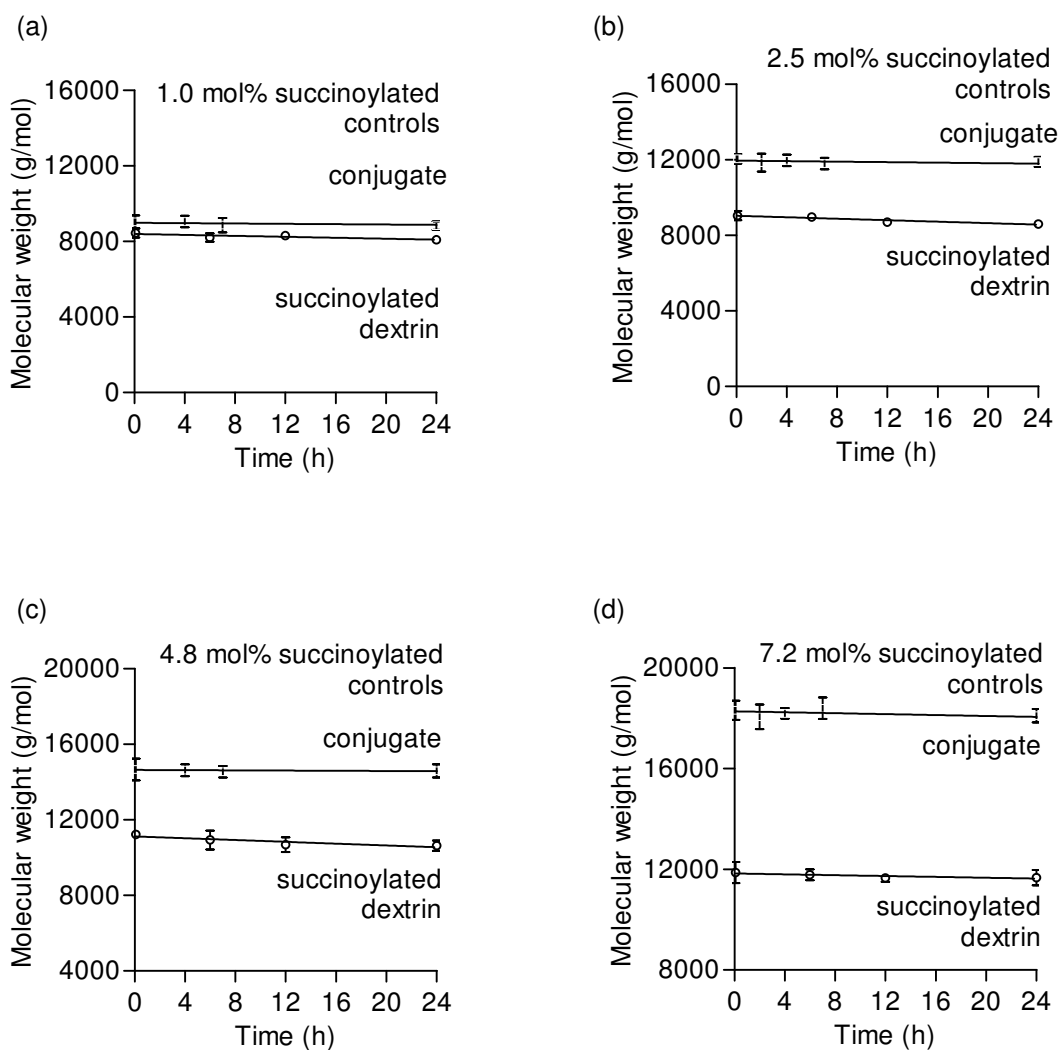 (a)
1.0 mol% succinoylated
controls
conjugate
succinoylated
dextrin
Molecular weight (g/mol)
16000
12000
8000
4000
0
0 4 8 12 16 20 24
Time (h)
(b)
2.5 mol% succinoylated
controls
conjugate
succinoylated
dextrin
Molecular weight (g/mol)
16000
12000
8000
4000
0
0 4 8 12 16 20 24
Time (h)
(c)
4.8 mol% succinoylated
controls
conjugate
succinoylated
dextrin
Molecular weight (g/mol)
20000
16000
12000
8000
4000
0 4 8 12 16 20 24
Time (h)
(d)
7.2 mol% succinoylated
controls
conjugate
succinoylated
dextrin
Molecular weight (g/mol)
20000
16000
12000
8000
0 4 8 12 16 20 24
Time (h)